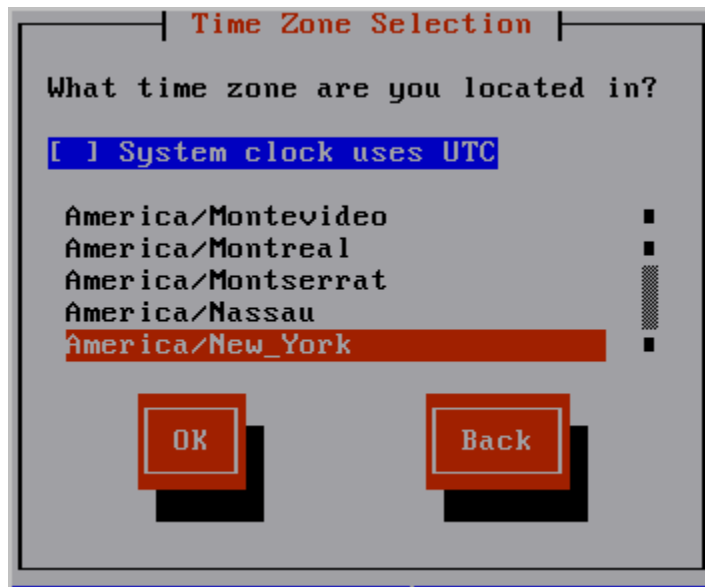 Time Zone Selection
What time zone are you located in?
[ ] System clock uses UTC
America/Montevideo
America/Montreal
America/Montserrat
America/Nassau
America/New_York
OK Back